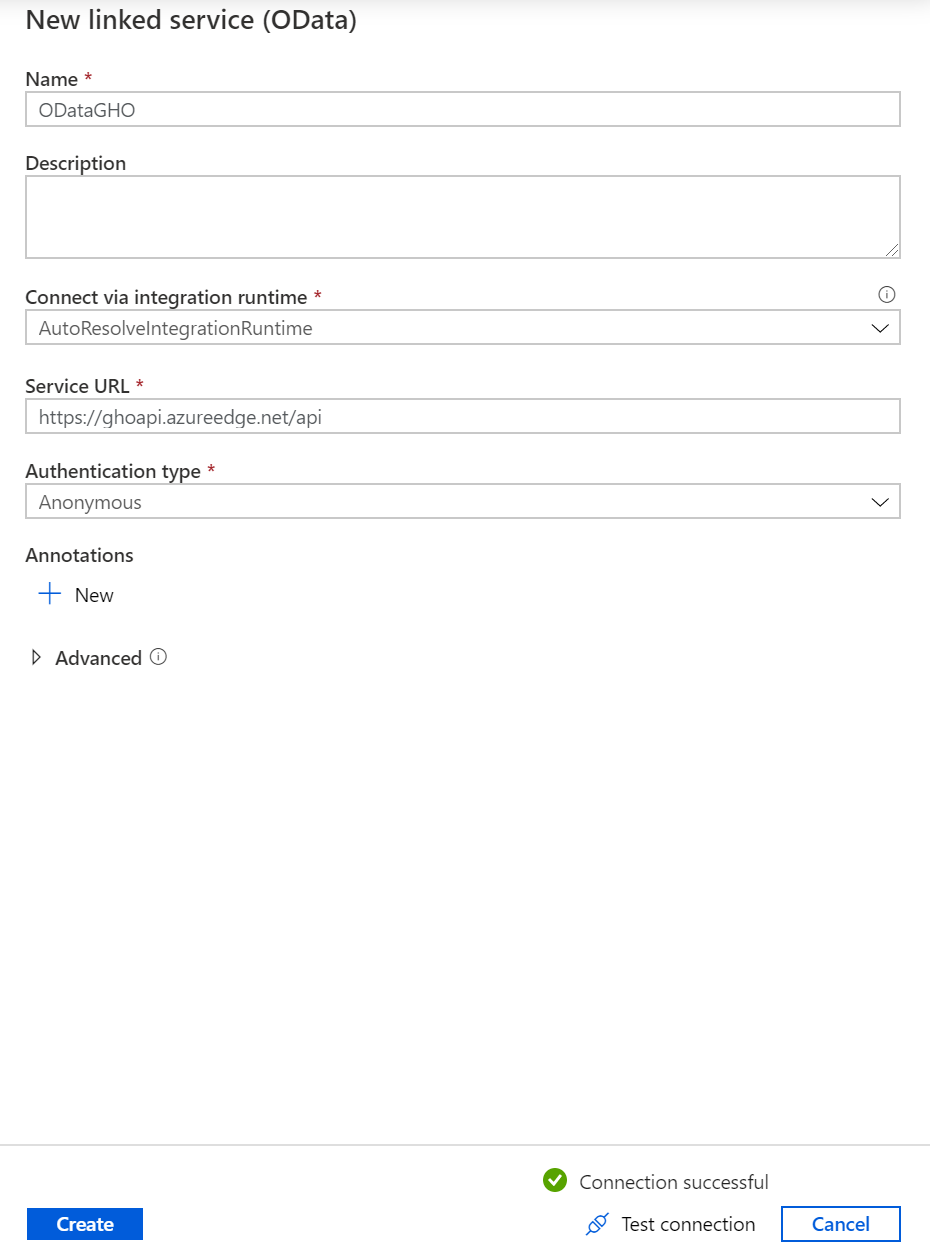 New linked service (OData)
Name *
ODataGHO
Description
Connect via integration runtime *
AutoResolveIntegrationRuntime
Service URL *
https://ghoapi.azureedge.net/api
Authentication type *
Anonymous
Annotations
New
Advanced
Connection successful
Create
Test connection
Cancel